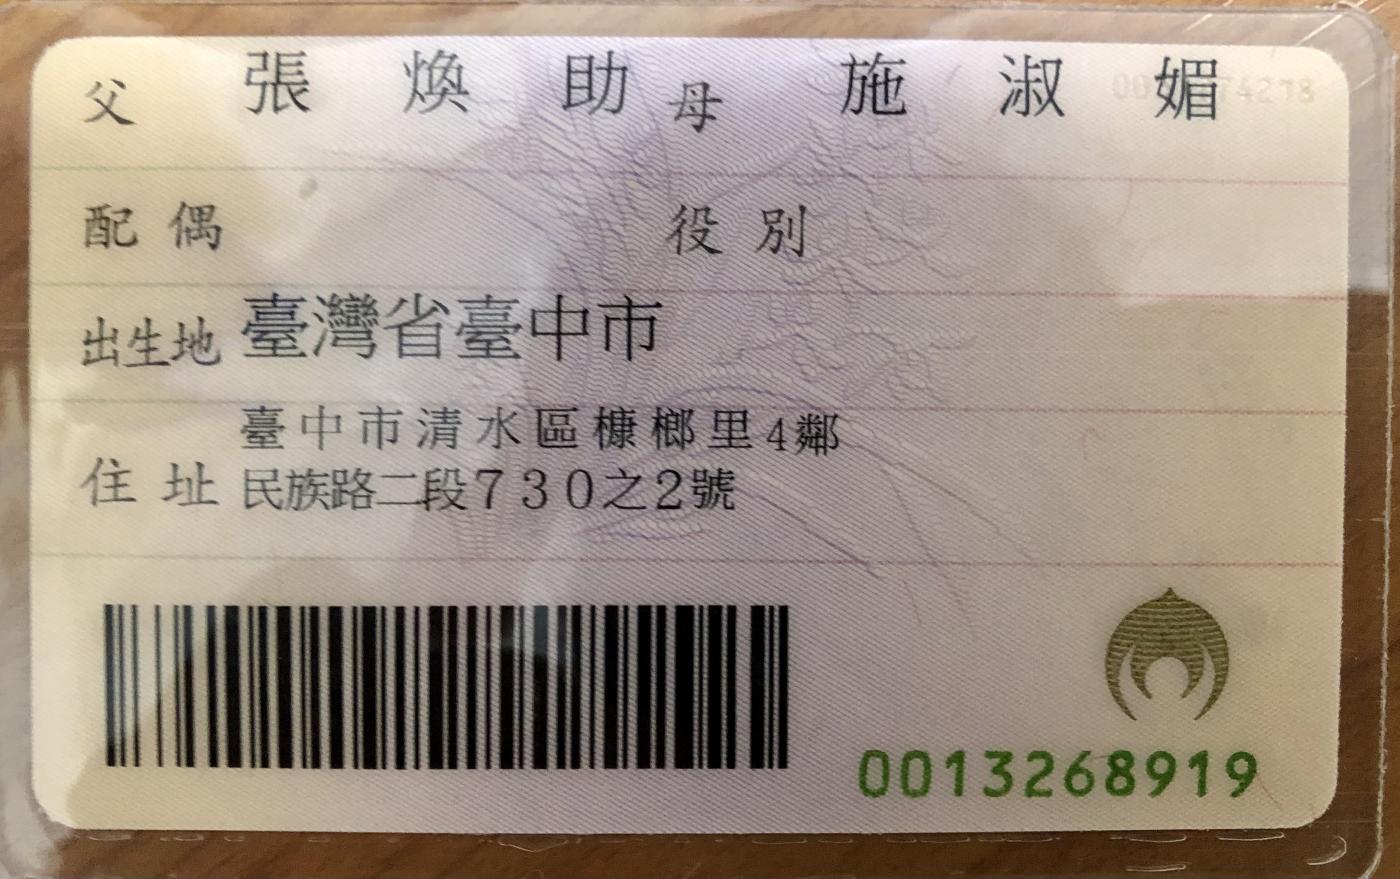 父 張煥助 母 施淑媚
配偶 役別
出生地 臺灣省臺中市
住址 臺中市清水區槺榔里4鄰
民族路二段730之2號
0013268919